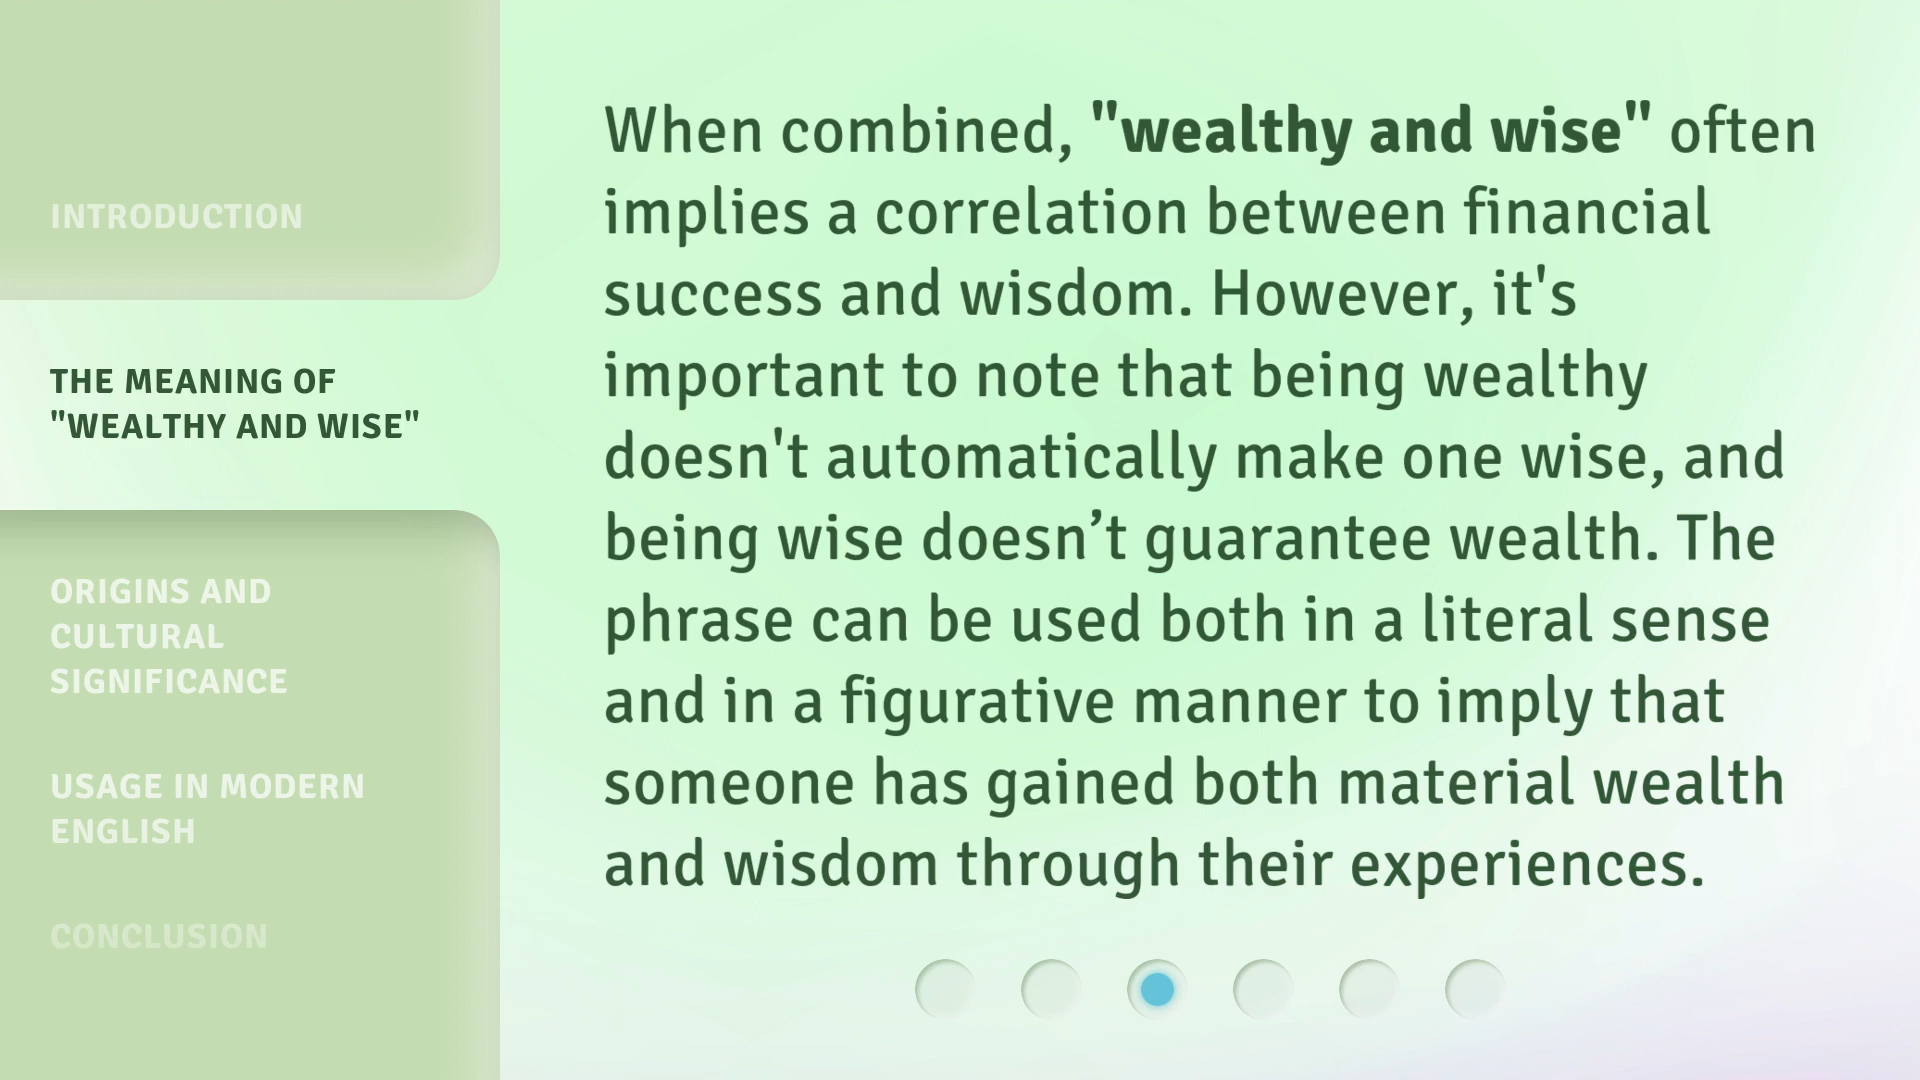 INTRODUCTION
THE MEANING OF
"WEALTHY AND WISE"
ORIGINS AND
CULTURAL
SIGNIFICANCE
USAGE IN MODERN
ENGLISH
CONCLUSION
When combined, "wealthy and wise" often
implies a correlation between financial
success and wisdom. However, it's
important to note that being wealthy
doesn't automatically make one wise, and
being wise doesn’t guarantee wealth. The
phrase can be used both in a literal sense
and in a figurative manner to imply that
someone has gained both material wealth
and wisdom through their experiences.